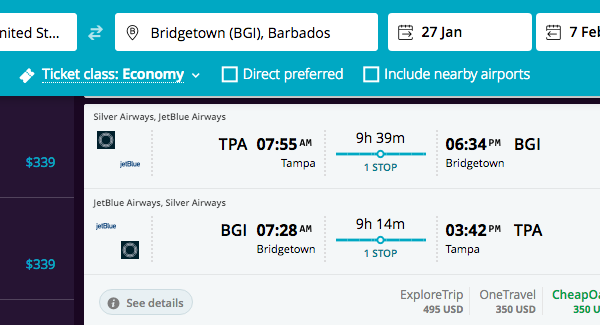 nited St...
Bridgetown (BGI), Barbados
27 Jan
7 Feb
Ticket class: Economy
Direct preferred
Include nearby airports
Silver Airways, JetBlue Airways
jetBlue
TPA 07:55 AM
Tampa
9h 39m
1 STOP
06:34 PM BGI
Bridgetown
$339
JetBlue Airways, Silver Airways
jetBlue
BGI 07:28 AM
Bridgetown
9h 14m
1 STOP
03:42 PM TPA
Tampa
$339
See details
ExploreTrip
495 USD
OneTravel
350 USD
CheapOa
350 U